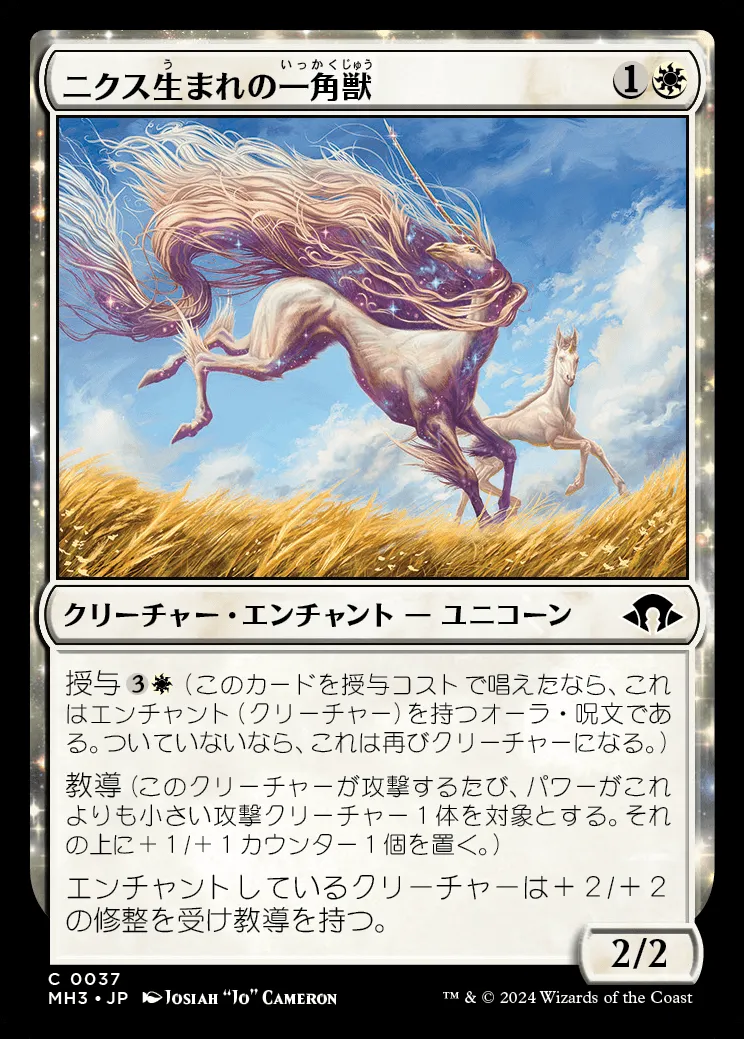 ニクス生まれの一角獣
1
クリーチャー・エンチャント — ユニコーン
授与 3 (このカードを授与コストで唱えたなら、これ
はエンチャント(クリーチャー)を持つオーラ・呪文であ
る。ついていないなら、これは再びクリーチャーになる。)
教導 (このクリーチャーが攻撃するたび、パワーがこれ
よりも小さい攻撃クリーチャー1体を対象とする。それ
の上に+1/+1カウンター1個を置く。)
エンチャントしているクリーチャーは+2/+2
の修整を受け教導を持つ。
2/2
C 0037
MH3 • JP Josiah “Jo” Cameron
™ & © 2024 Wizards of the Coast